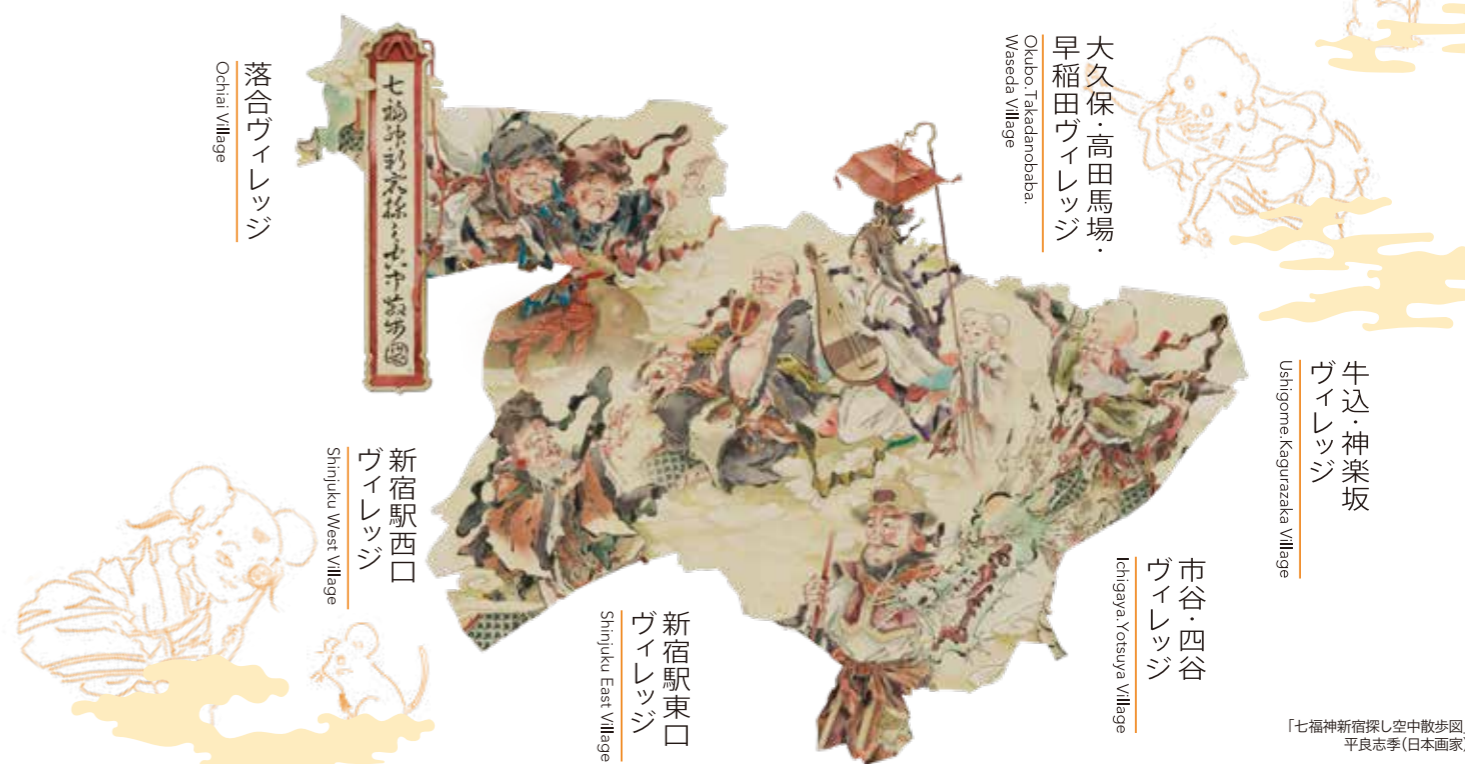 落合ヴィレッジ
Ochiai Village
七福神新宿探し空中散歩圖
大久保・高田馬場・
早稲田ヴィレッジ
Okubo.Takadanobaba.
Waseda Village
牛込・神楽坂
ヴィレッジ
Ushigome.Kagurazaka Village
新宿駅西口
ヴィレッジ
Shinjuku West Village
新宿駅東口
ヴィレッジ
Shinjuku East Village
市谷・四谷
ヴィレッジ
Ichigaya.Yotsuya Village
「七福神新宿探し空中散歩図」
平良志季(日本画家)